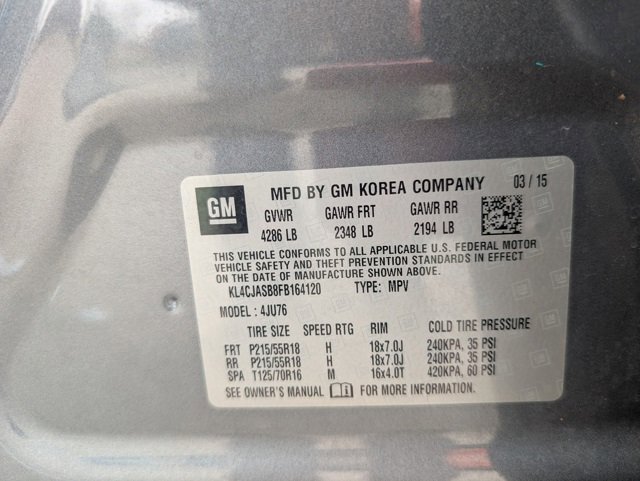 GM
MFD BY GM KOREA COMPANY 03 / 15
GVWR GAWR FRT GAWR RR
4286 LB 2348 LB 2194 LB
THIS VEHICLE CONFORMS TO ALL APPLICABLE U.S. FEDERAL MOTOR
VEHICLE SAFETY AND THEFT PREVENTION STANDARDS IN EFFECT
ON THE DATE OF MANUFACTURE SHOWN ABOVE.
KL4CJASB8FB164120 TYPE: MPV
MODEL : 4JU76
TIRE SIZE SPEED RTG RIM COLD TIRE PRESSURE
FRT P215/55R18 H 18x7.0J 240KPA, 35 PSI
RR P215/55R18 H 18x7.0J 240KPA, 35 PSI
SPA T125/70R16 M 16x4.0T 420KPA, 60 PSI
SEE OWNER'S MANUAL FOR MORE INFORMATION.